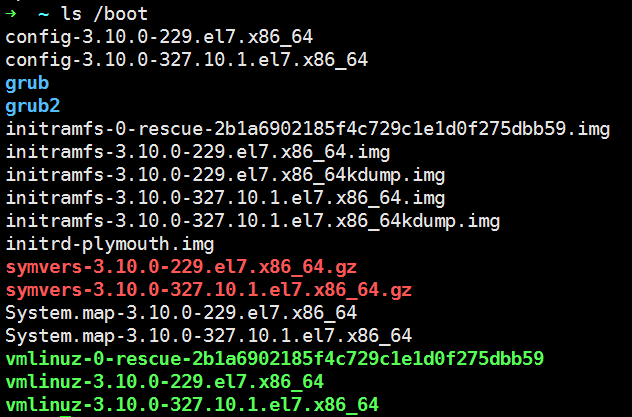 ➜  ~ ls /boot
config-3.10.0-229.el7.x86_64
config-3.10.0-327.10.1.el7.x86_64
grub
grub2
initramfs-0-rescue-2b1a6902185f4c729c1e1d0f275dbb59.img
initramfs-3.10.0-229.el7.x86_64.img
initramfs-3.10.0-229.el7.x86_64kdump.img
initramfs-3.10.0-327.10.1.el7.x86_64.img
initramfs-3.10.0-327.10.1.el7.x86_64kdump.img
initrd-plymouth.img
symvers-3.10.0-229.el7.x86_64.gz
symvers-3.10.0-327.10.1.el7.x86_64.gz
System.map-3.10.0-229.el7.x86_64
System.map-3.10.0-327.10.1.el7.x86_64
vmlinuz-0-rescue-2b1a6902185f4c729c1e1d0f275dbb59
vmlinuz-3.10.0-229.el7.x86_64
vmlinuz-3.10.0-327.10.1.el7.x86_64